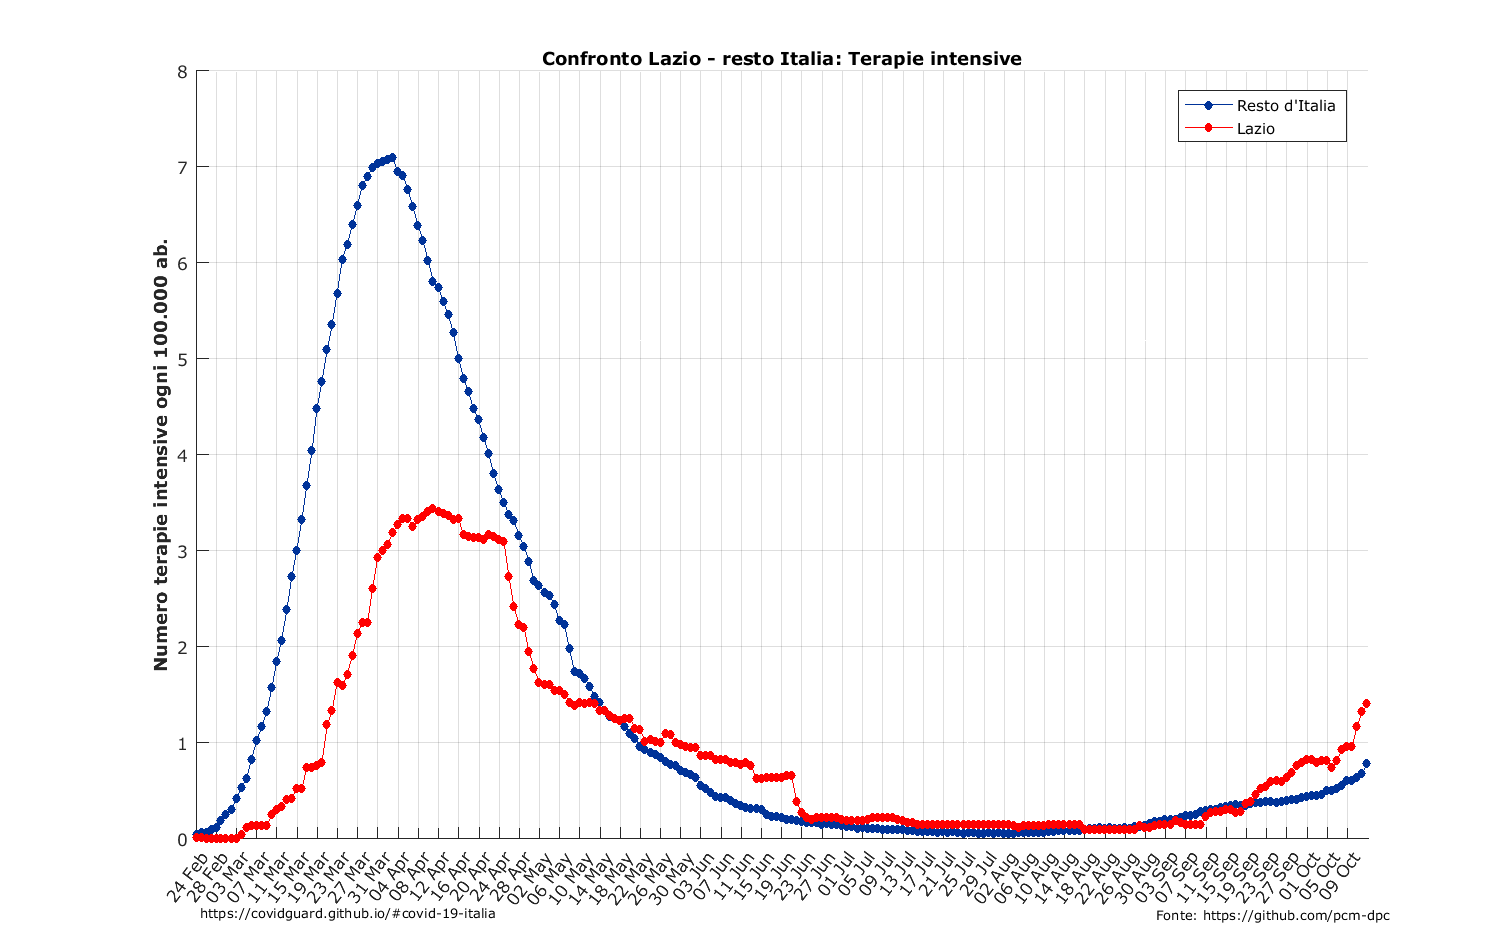 Confronto Lazio - resto Italia: Terapie intensive
8
7
6
5
4
3
2
1
0
Numero terapie intensive ogni 100.000 ab.
Resto d'Italia
Lazio
24 Feb
28 Feb
03 Mar
07 Mar
11 Mar
15 Mar
19 Mar
23 Mar
27 Mar
31 Mar
04 Apr
08 Apr
12 Apr
16 Apr
20 Apr
24 Apr
28 Apr
02 May
06 May
10 May
14 May
18 May
22 May
26 May
30 May
03 Jun
07 Jun
11 Jun
15 Jun
19 Jun
23 Jun
27 Jun
01 Jul
05 Jul
09 Jul
13 Jul
17 Jul
21 Jul
25 Jul
29 Jul
02 Aug
06 Aug
10 Aug
14 Aug
18 Aug
22 Aug
26 Aug
30 Aug
03 Sep
07 Sep
11 Sep
15 Sep
19 Sep
23 Sep
27 Sep
01 Oct
05 Oct
09 Oct
https://covidguard.github.io/#covid-19-italia
Fonte: https://github.com/pcm-dpc